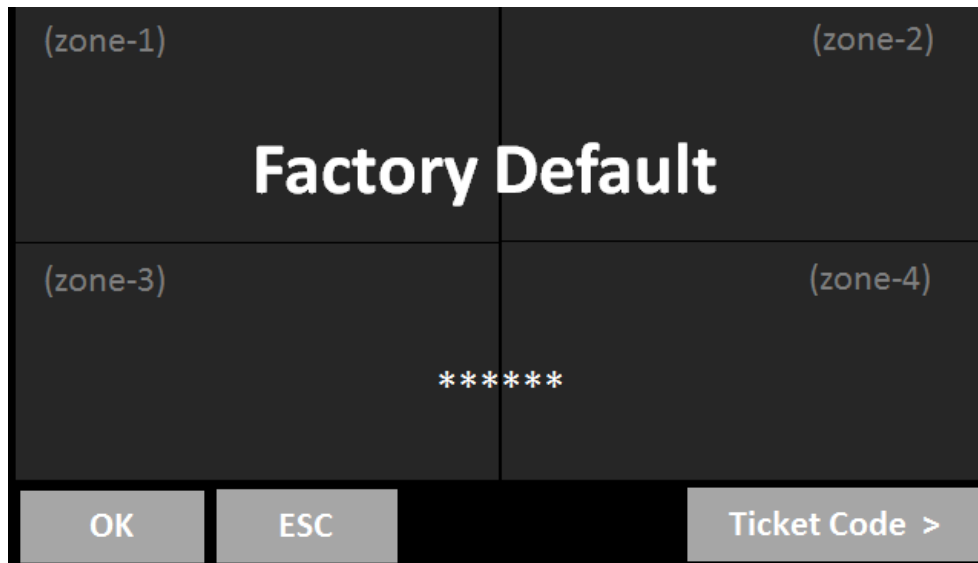 (zone-1) (zone-2)
Factory Default
(zone-3) (zone-4)
******
OK ESC Ticket Code >